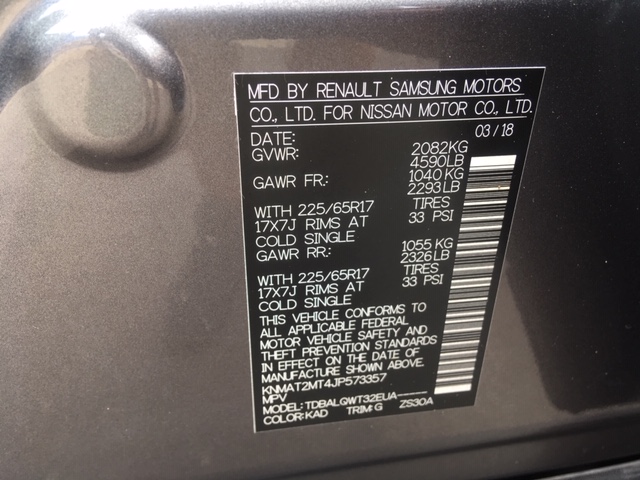 MFD BY RENAULT SAMSUNG MOTORS
CO., LTD. FOR NISSAN MOTOR CO., LTD.
DATE: 03/18
GVWR: 2082KG
4590LB
GAWR FR: 1040 KG
2293LB
WITH 225/65R17 TIRES
17X7J RIMS AT 33 PSI
COLD SINGLE
GAWR RR: 1055 KG
2326LB
WITH 225/65R17 TIRES
17X7J RIMS AT 33 PSI
COLD SINGLE
THIS VEHICLE CONFORMS TO
ALL APPLICABLE FEDERAL
MOTOR VEHICLE SAFETY AND
THEFT PREVENTION STANDARDS
IN EFFECT ON THE DATE OF
MANUFACTURE SHOWN ABOVE.
KNMAT2MT4JP573357
MPV
MODEL: TDBALQWT32EUA-----
COLOR: KAD TRIM: G ZS30A